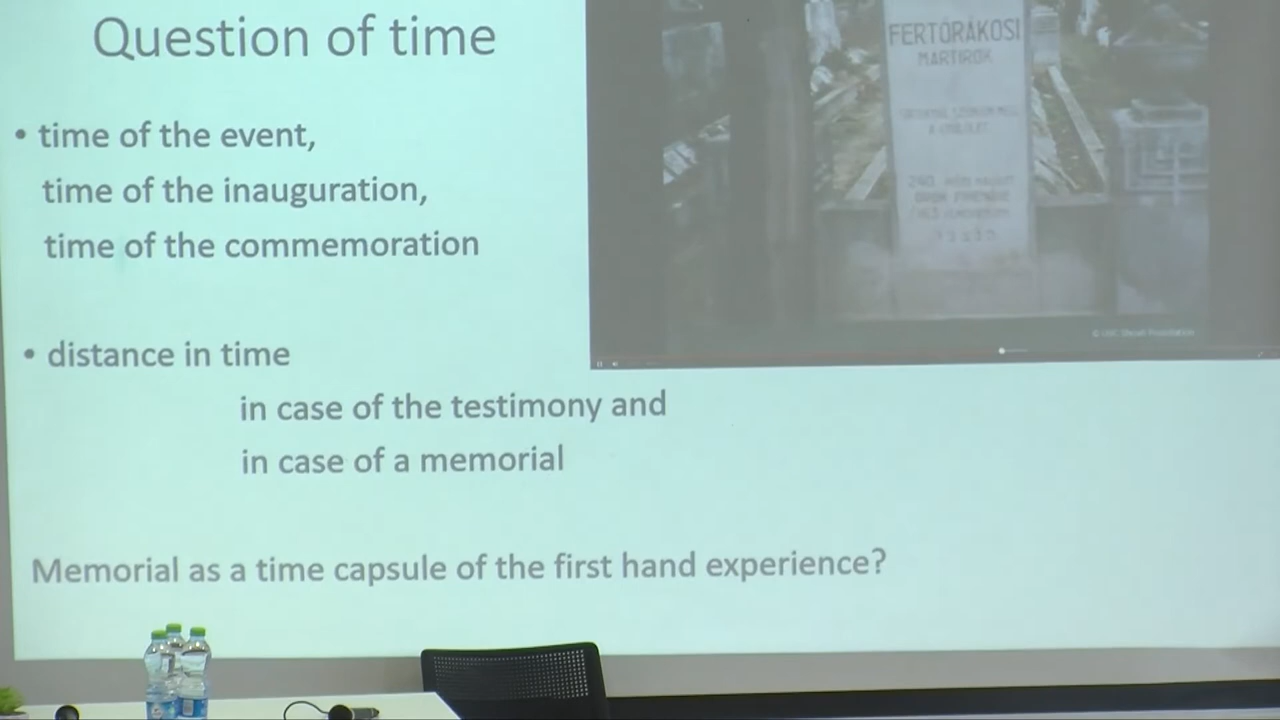 Question of time
• time of the event,
time of the inauguration,
time of the commemoration
• distance in time
in case of the testimony and
in case of a memorial
Memorial as a time capsule of the first hand experience?
FERTŐRÁKOSI
MÁRTIROK